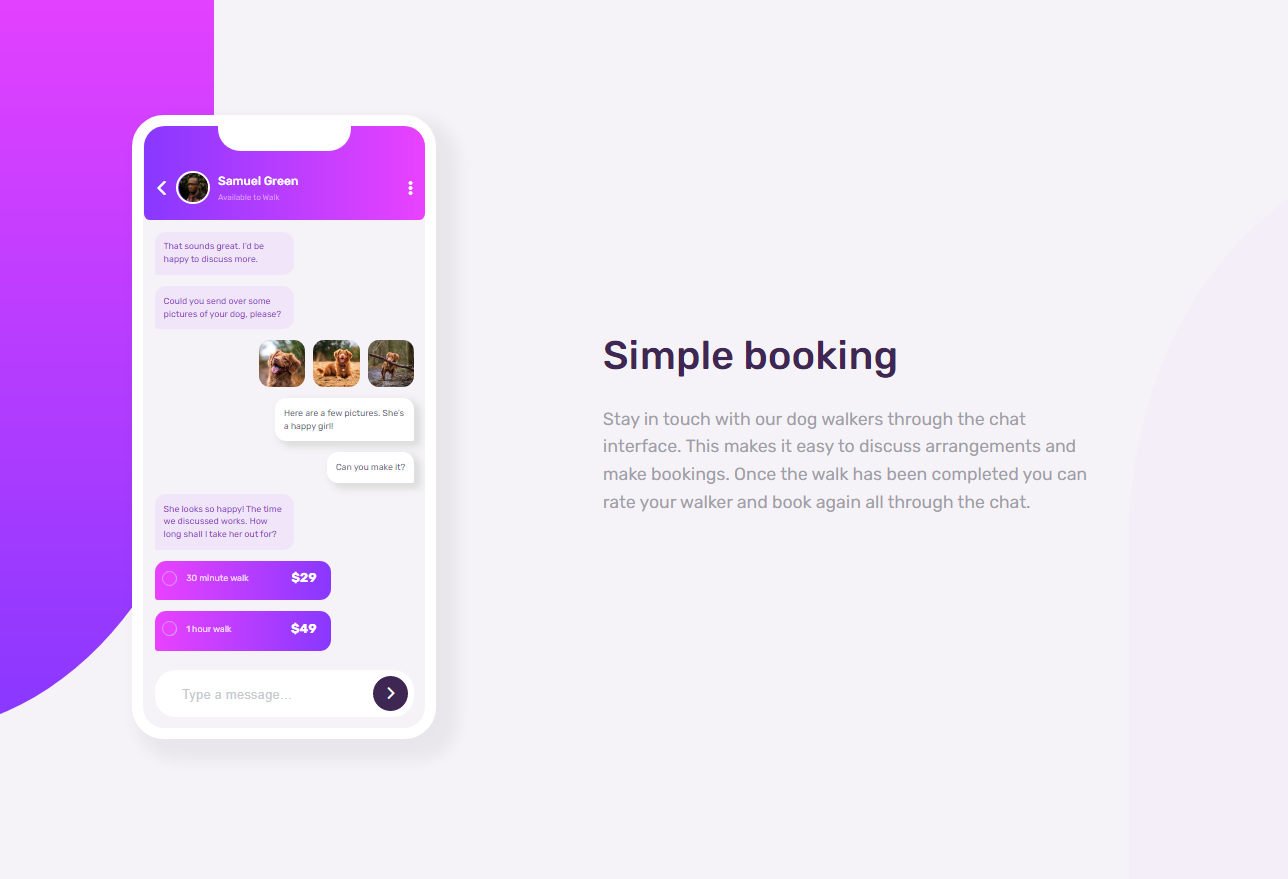 Samuel Green
Available to Walk
That sounds great. I'd be
happy to discuss more.
Could you send over some
pictures of your dog, please?
Here are a few pictures. She's
a happy girl!
Can you make it?
She looks so happy! The time
we discussed works. How
long shall I take her out for?
30 minute walk $29
1 hour walk $49
Type a message…
Simple booking
Stay in touch with our dog walkers through the chat
interface. This makes it easy to discuss arrangements and
make bookings. Once the walk has been completed you can
rate your walker and book again all through the chat.